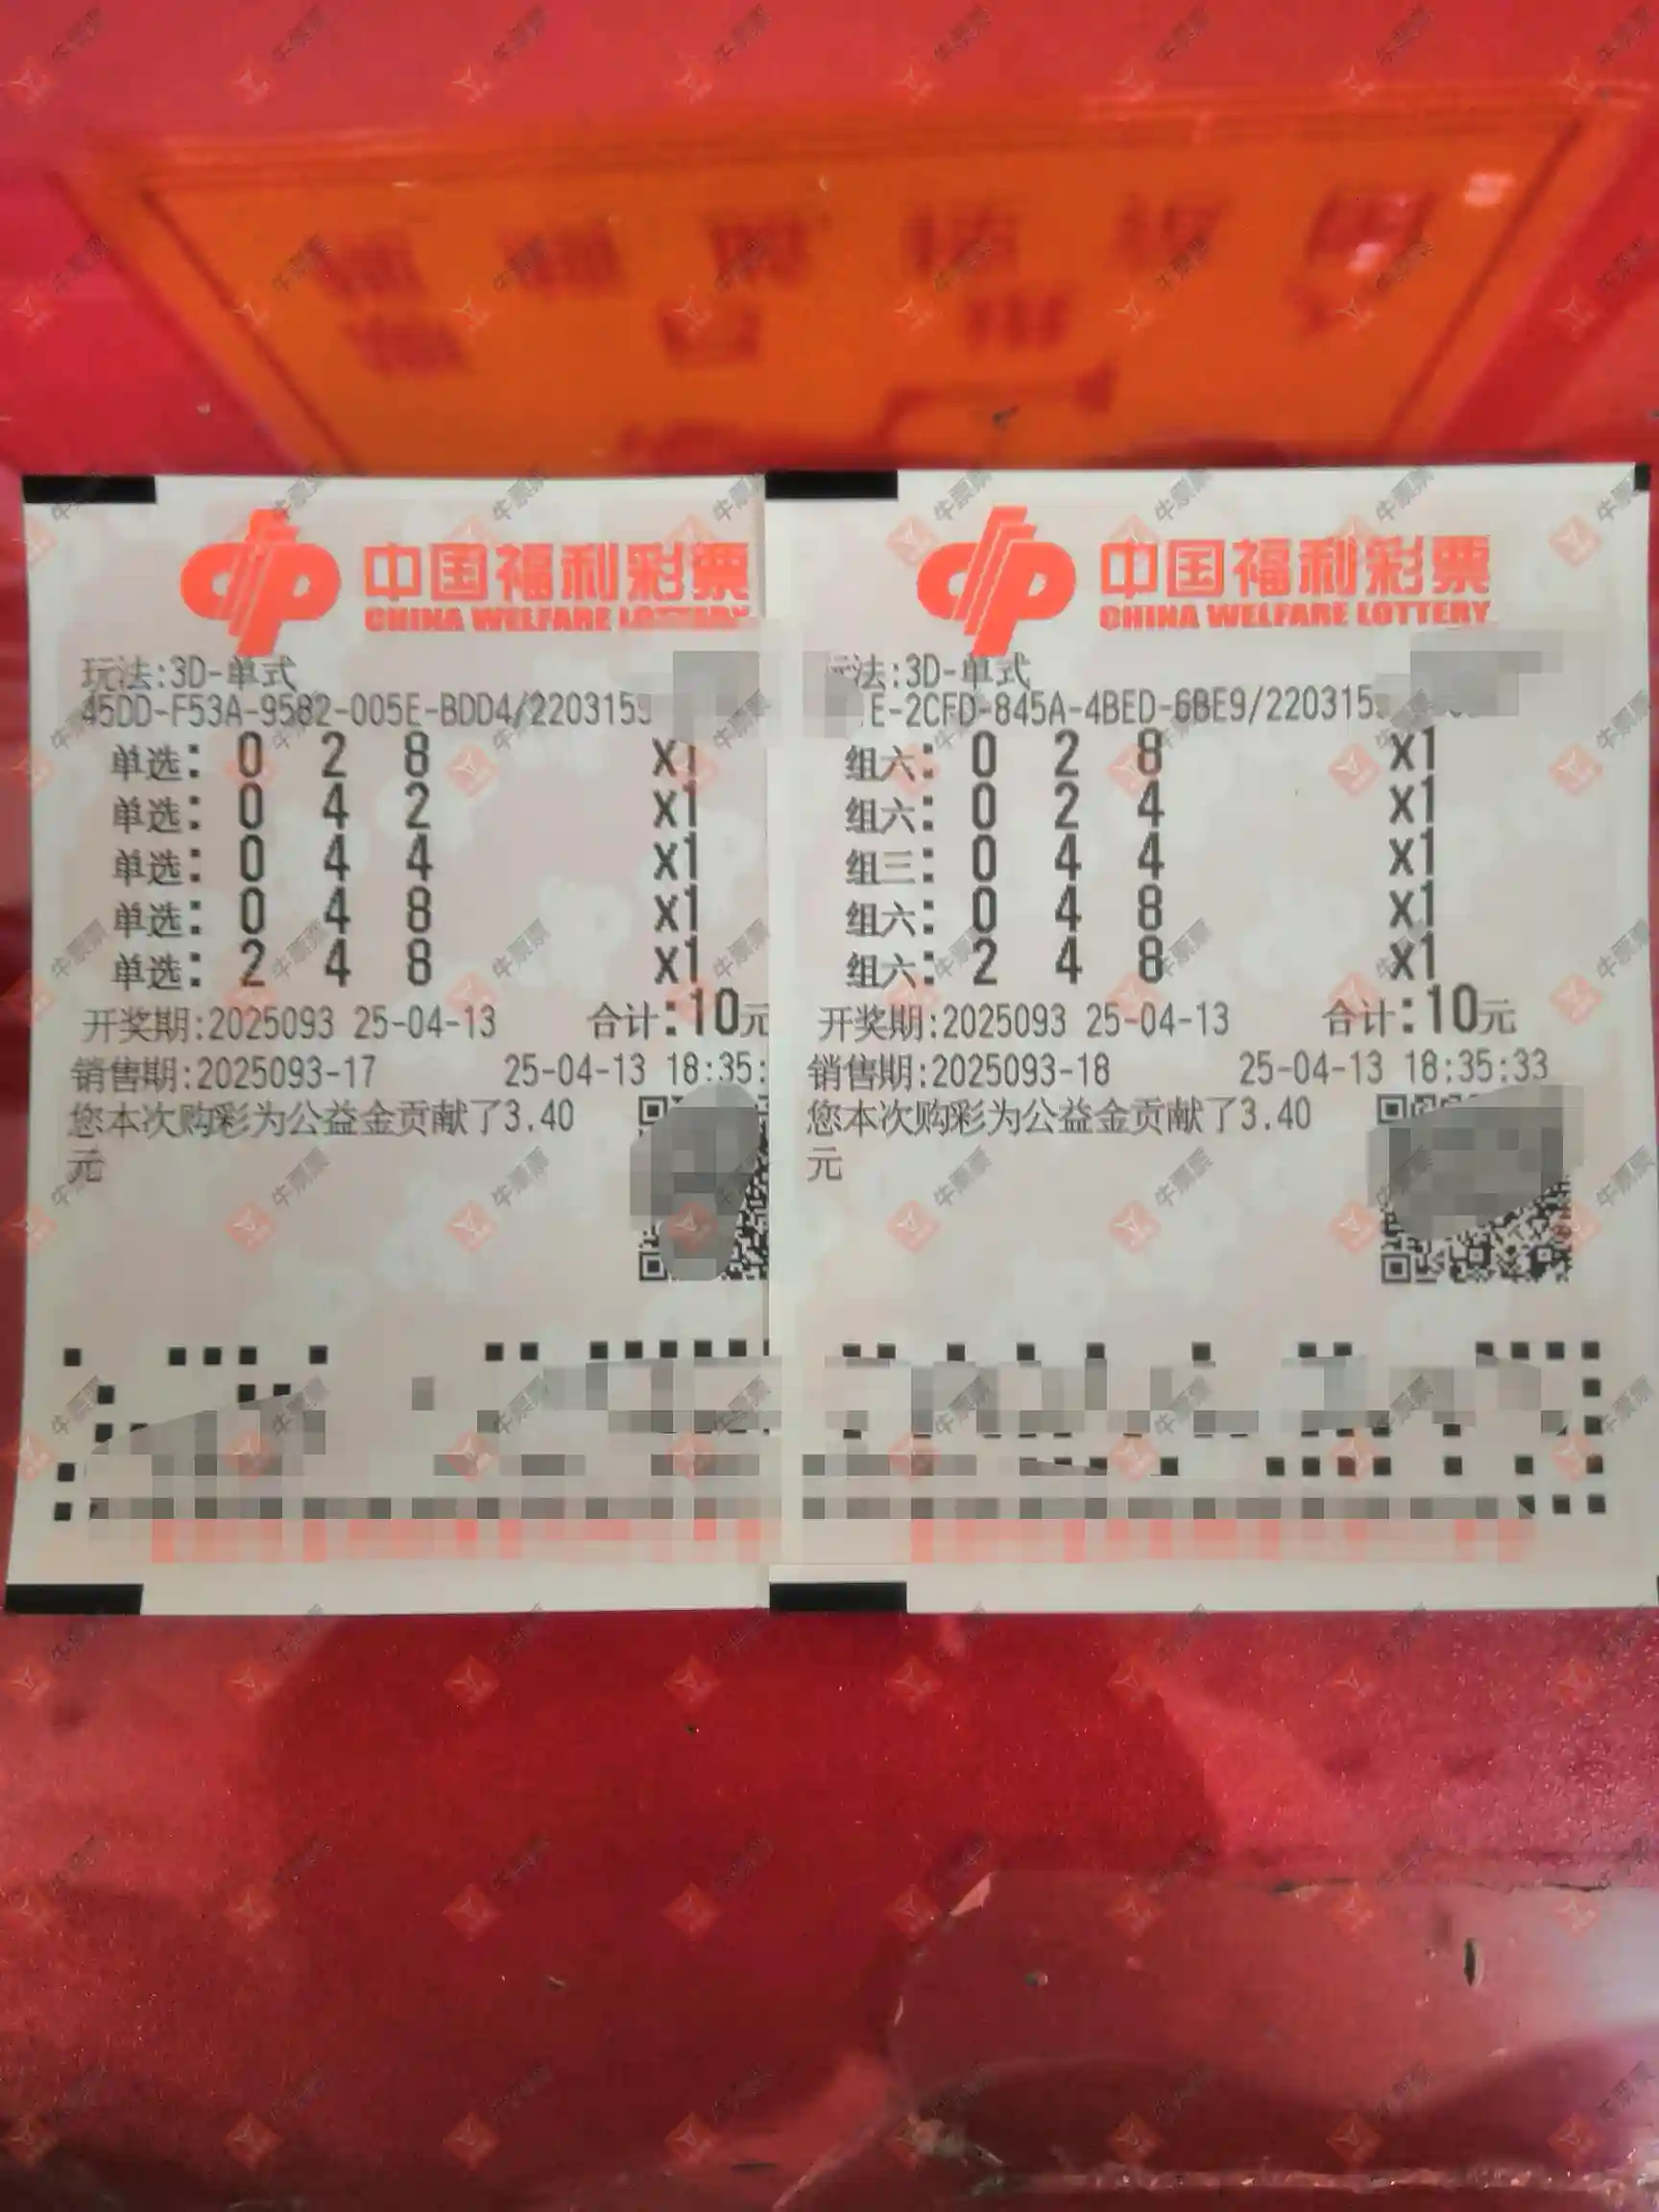 中国福利彩票
CHINA WELFARE LOTTERY
玩法:3D-单式
45DD-F53A-9582-005E-BDD4/2203159
单选: 0 2 8 x1
单选: 0 4 2 x1
单选: 0 4 4 x1
单选: 0 4 8 x1
单选: 2 4 8 x1
开奖期:2025093 25-04-13 合计:10元
销售期:2025093-17 25-04-13 18:35:
您本次购彩为公益金贡献了3.40
元
中国福利彩票
CHINA WELFARE LOTTERY
法:3D-单式
E-2CFD-845A-4BED-6BE9/220315
组六: 0 2 8 x1
组六: 0 2 4 x1
组三: 0 4 4 x1
组六: 0 4 8 x1
组六: 2 4 8 x1
开奖期:2025093 25-04-13 合计:10元
销售期:2025093-18 25-04-13 18:35:33
您本次购彩为公益金贡献了3.40
元
牛票票